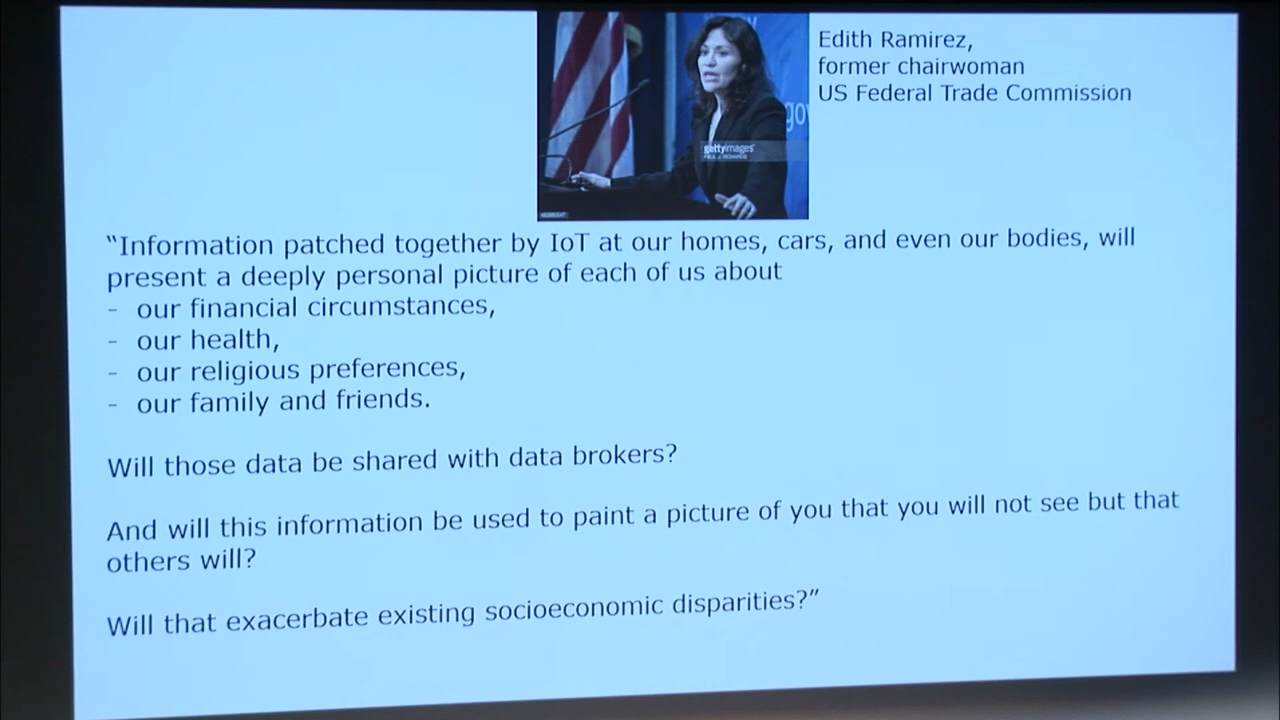 Edith Ramirez,
former chairwoman
US Federal Trade Commission
gov
gettyimages
“Information patched together by IoT at our homes, cars, and even our bodies, will
present a deeply personal picture of each of us about
- our financial circumstances,
- our health,
- our religious preferences,
- our family and friends.
Will those data be shared with data brokers?
And will this information be used to paint a picture of you that you will not see but that
others will?
Will that exacerbate existing socioeconomic disparities?”